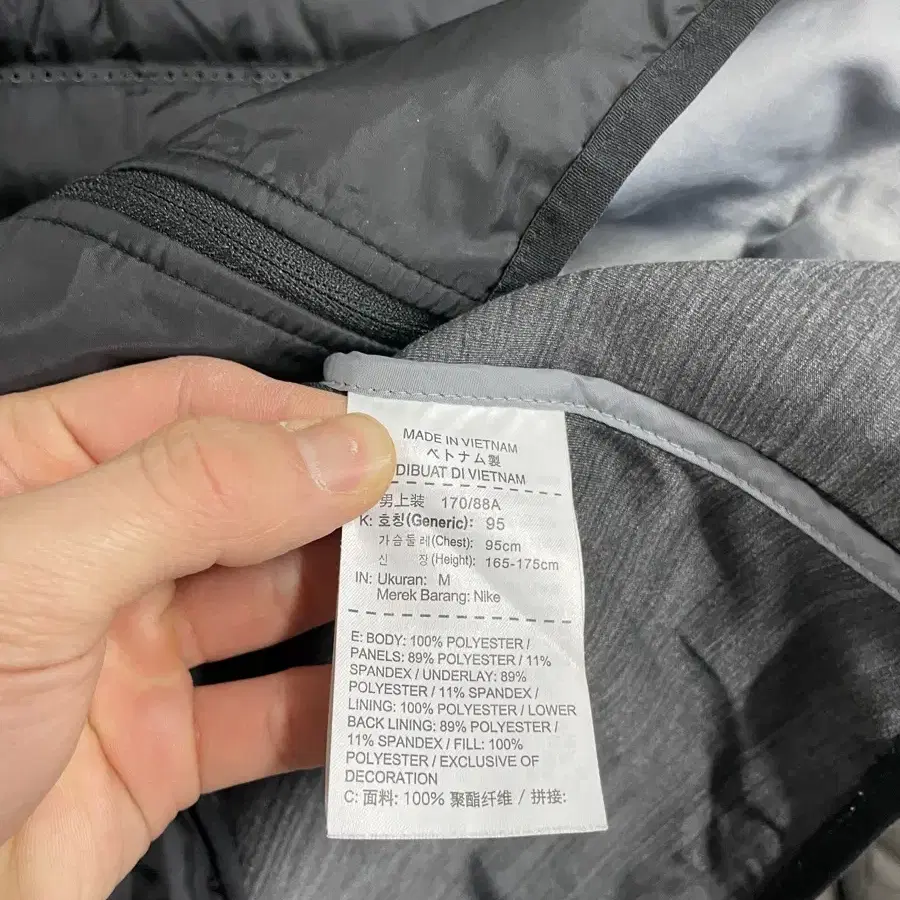 MADE IN VIETNAM
ベトナム製
DIBUAT DI VIETNAM
男上装 170/88A
K: 호칭(Generic): 95
가슴둘레(Chest): 95cm
신 장(Height): 165-175cm
IN: Ukuran: M
Merek Barang: Nike
E: BODY: 100% POLYESTER /
PANELS: 89% POLYESTER / 11%
SPANDEX / UNDERLAY: 89%
POLYESTER / 11% SPANDEX /
LINING: 100% POLYESTER / LOWER
BACK LINING: 89% POLYESTER /
11% SPANDEX / FILL: 100%
POLYESTER / EXCLUSIVE OF
DECORATION
C: 面料: 100% 聚酯纤维 / 拼接: